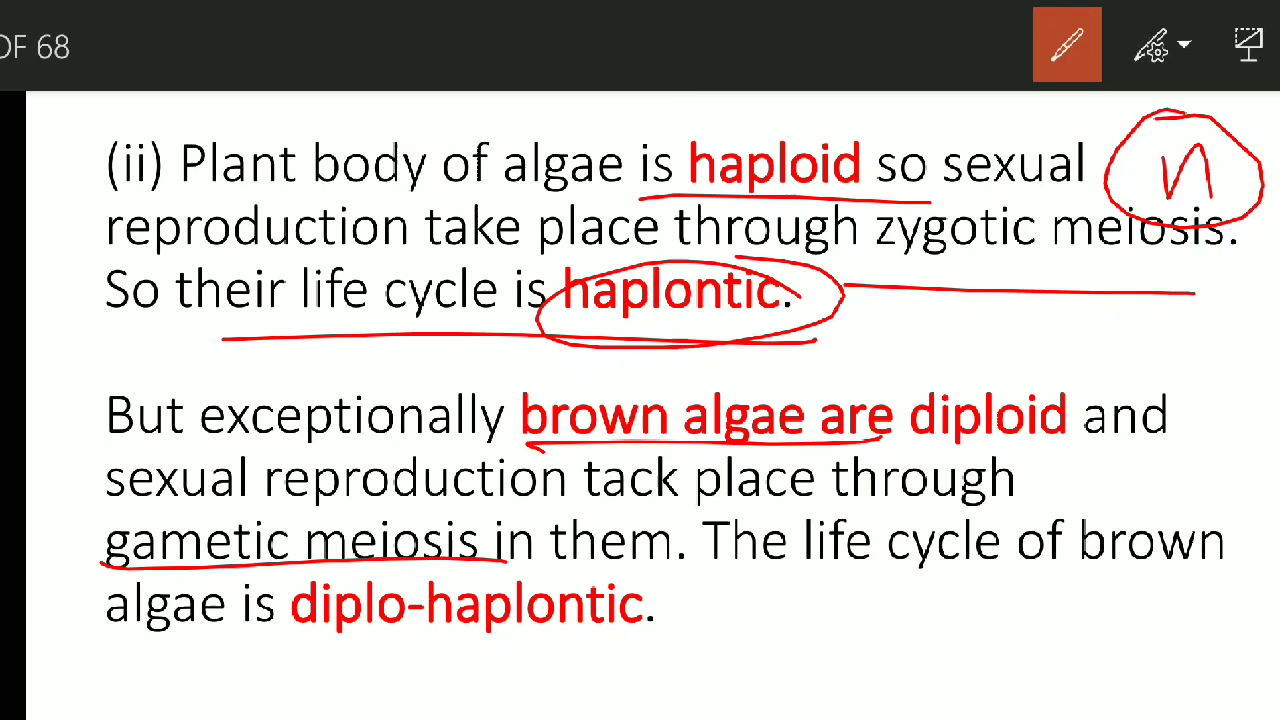 OF 68
(ii) Plant body of algae is haploid so sexual n
reproduction take place through zygotic meiosis.
So their life cycle is haplontic.
But exceptionally brown algae are diploid and
sexual reproduction tack place through
gametic meiosis in them. The life cycle of brown
algae is diplo-haplontic.